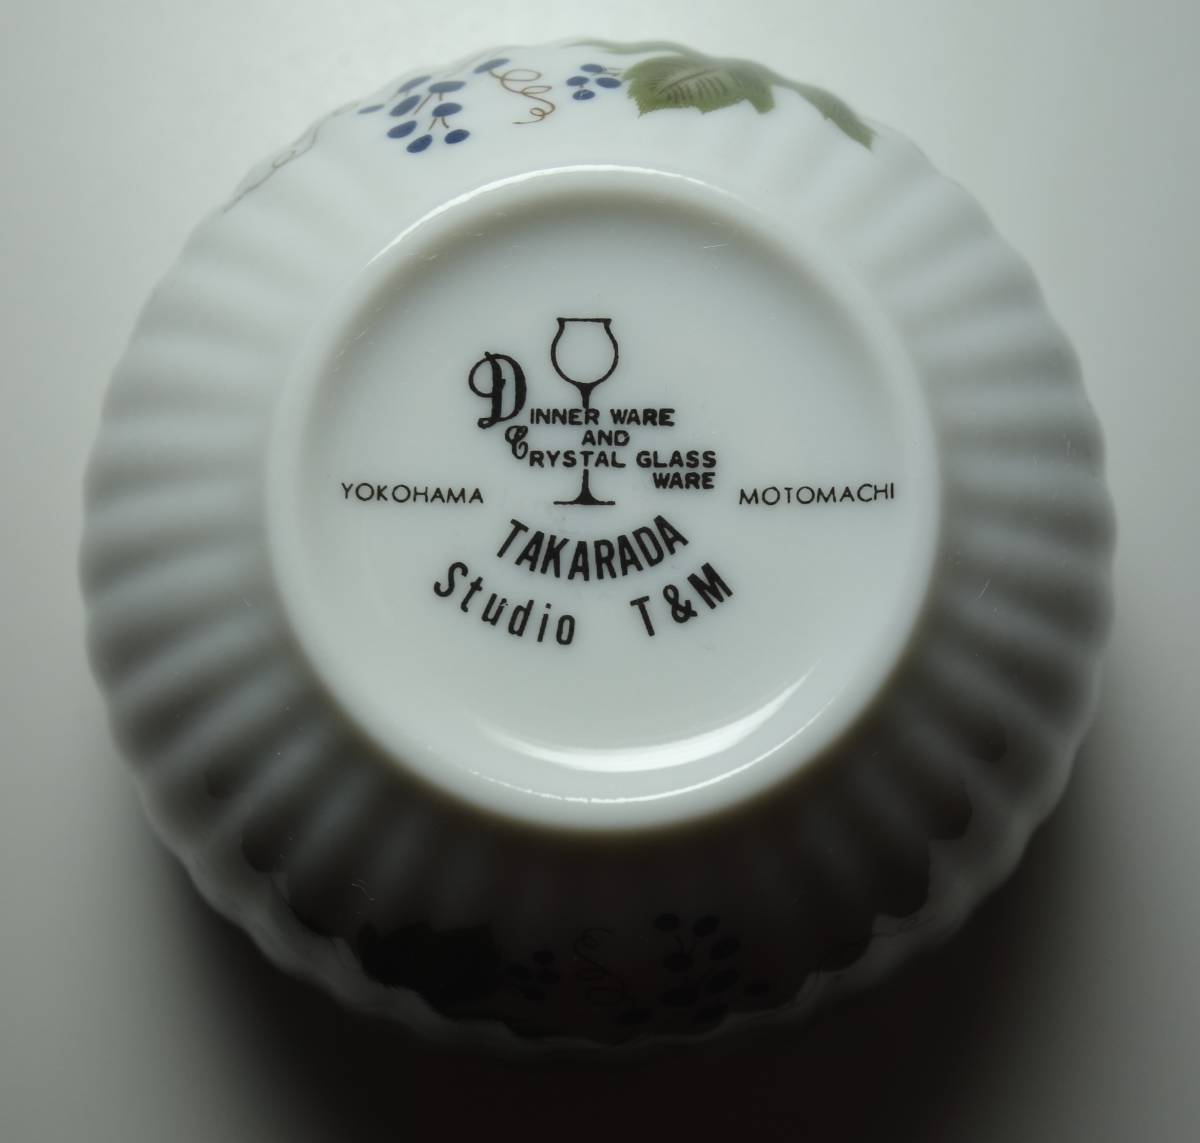 DINNER WARE
AND
CRYSTAL GLASS
WARE
YOKOHAMA MOTOMACHI
TAKARADA
Studio T&M